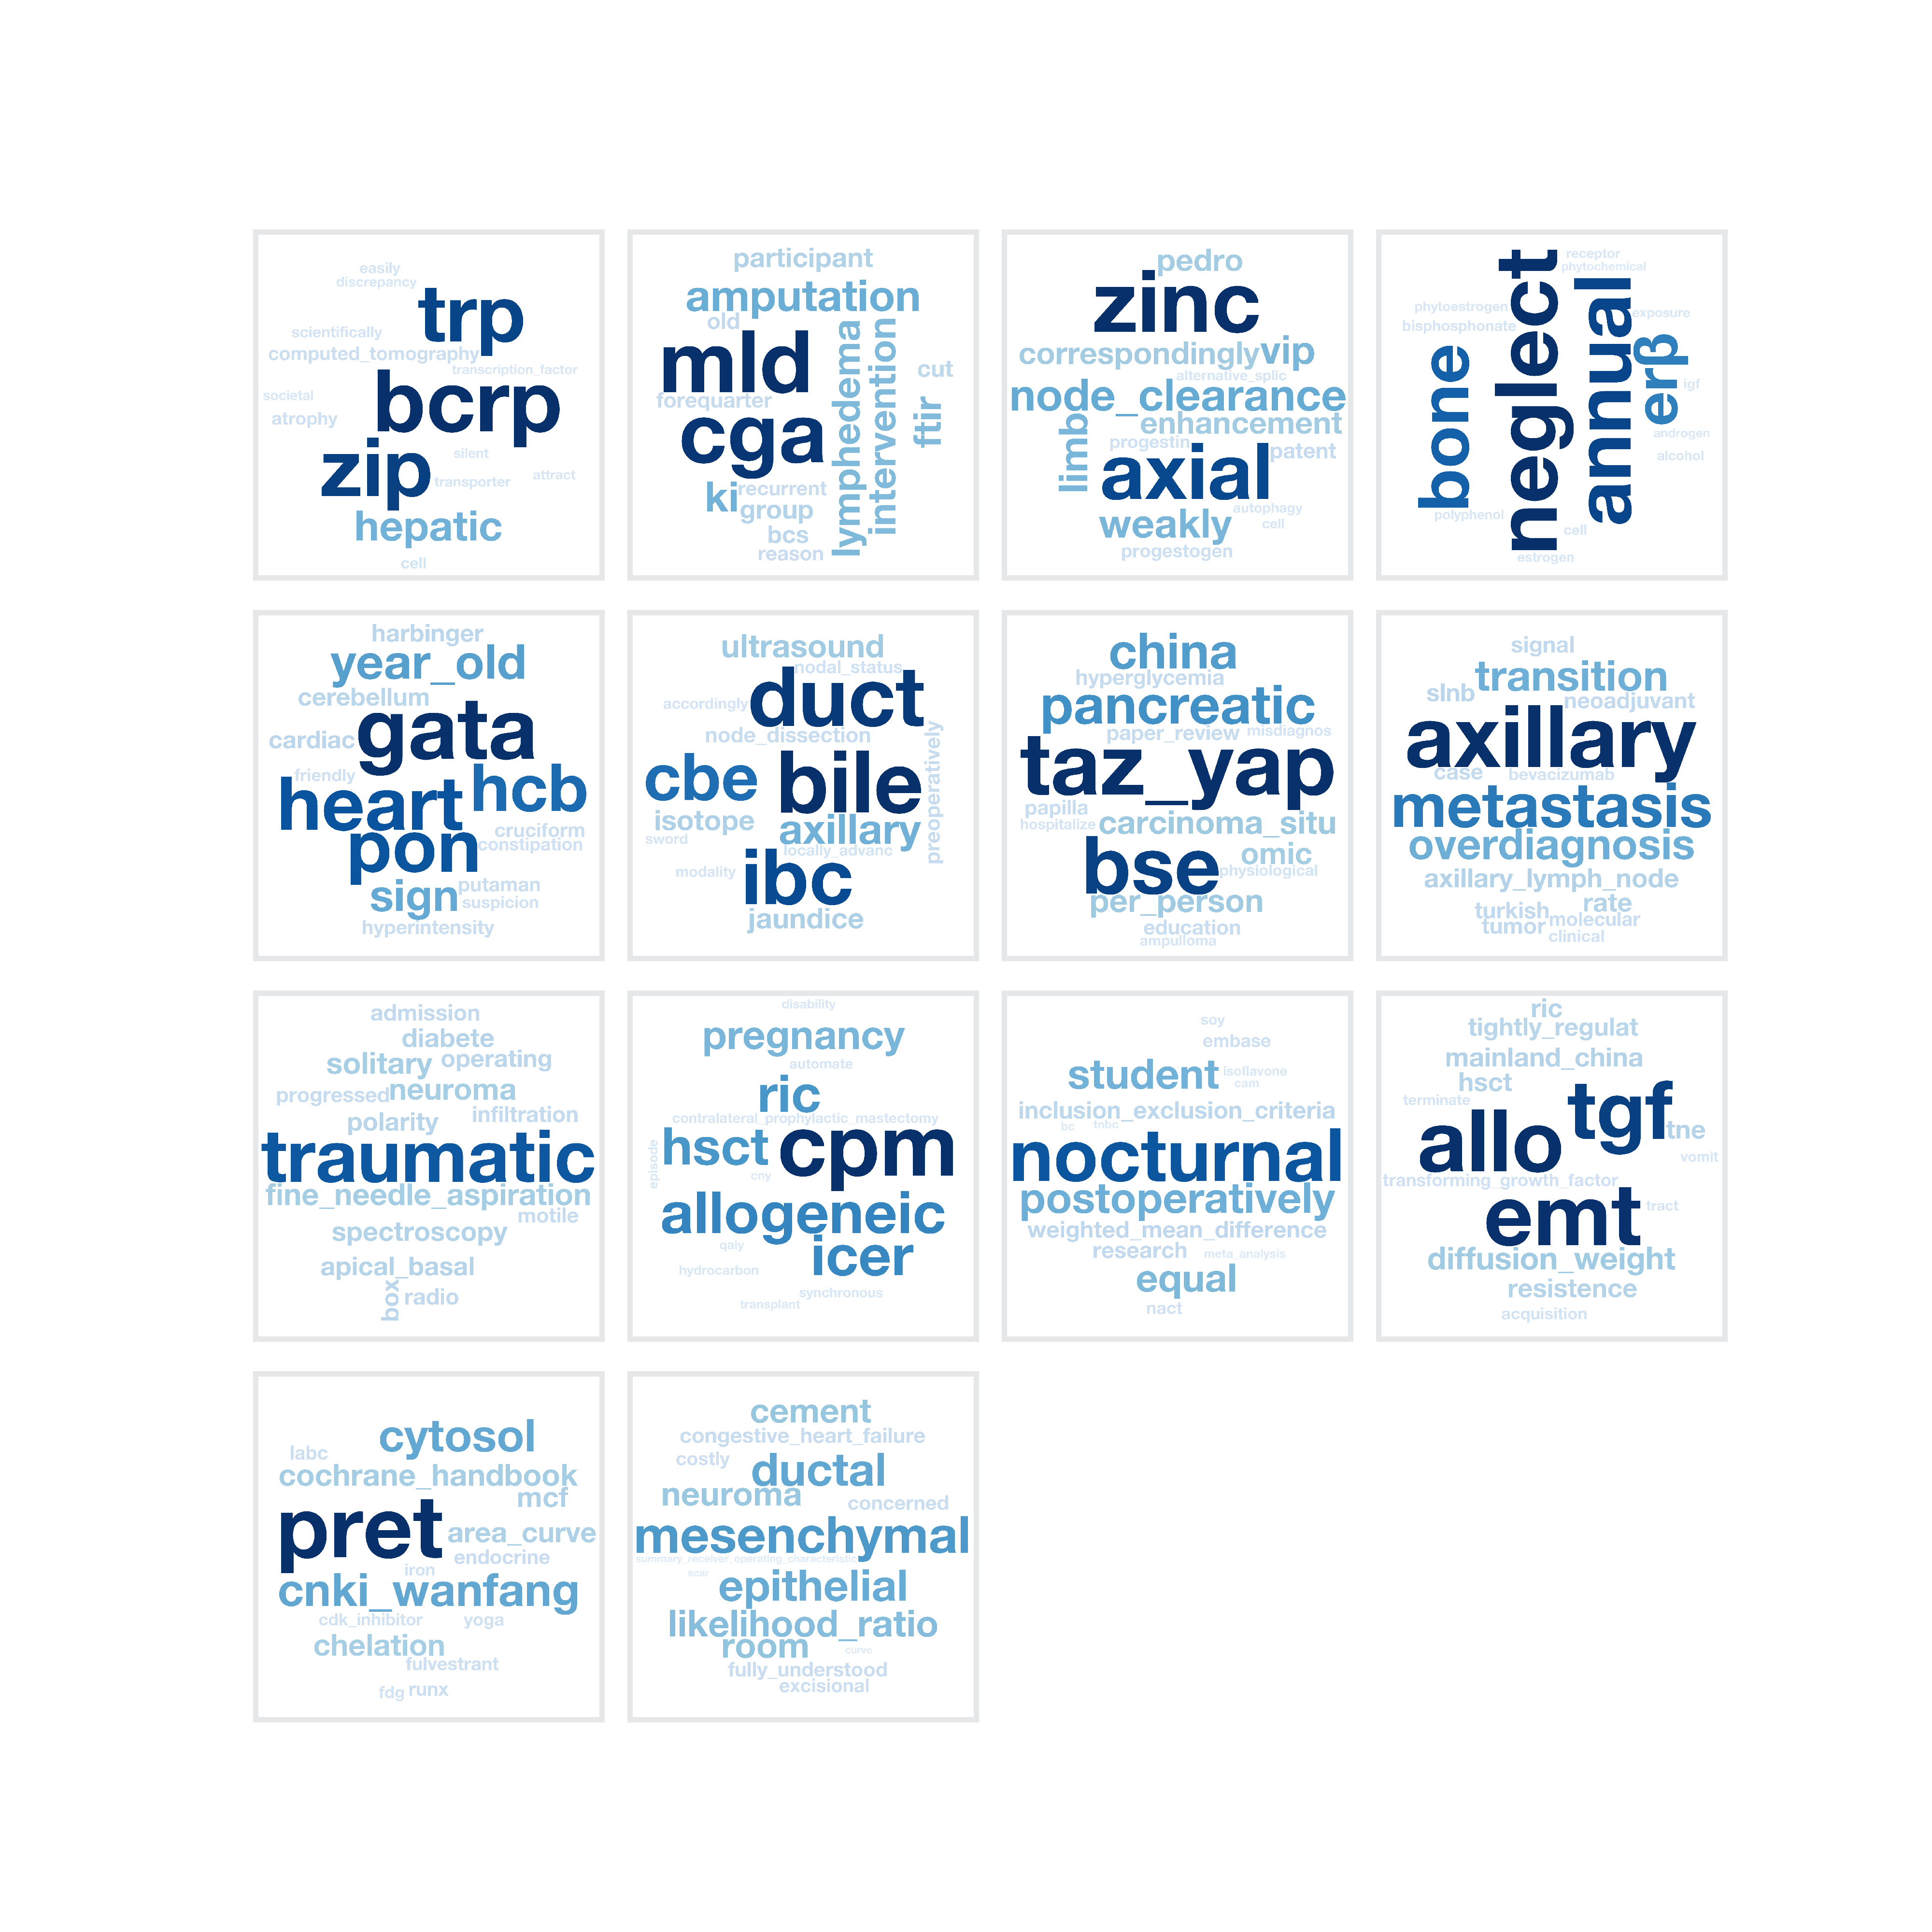 easily
discrepancy
trp
scientifically
computed_tomography
transcription_factor
bcrp
societal
atrophy
silent
zip
transporter
attract
hepatic
cell
participant
amputation
old
mld
lymphedema
intervention
cut
forequarter
ftir
cga
ki
recurrent
group
bcs
reason
pedro
zinc
correspondingly
vip
alternative_splic
node_clearance
enhancement
limb
progestin
patent
axial
autophagy
weakly
cell
progestogen
receptor
phytochemical
neglect
annual
phytoestrogen
exposure
bisphosphonate
bone
erβ
igf
androgen
alcohol
polyphenol
cell
estrogen
harbinger
year_old
cerebellum
gata
cardiac
friendly
heart
hcb
cruciform
pon
constipation
sign
putaman
suspicion
hyperintensity
ultrasound
nodal_status
duct
accordingly
node_dissection
preoperatively
cbe
bile
isotope
axillary
sword
locally_advanc
modality
ibc
jaundice
china
hyperglycemia
pancreatic
paper_review
misdiagnos
taz_yap
papilla
hospitalize
carcinoma_situ
omic
bse
physiological
per_person
education
ampulloma
signal
transition
slnb
neoadjuvant
axillary
case
bevacizumab
metastasis
overdiagnosis
axillary_lymph_node
rate
turkish
molecular
tumor
clinical
admission
diabete
solitary
operating
neuroma
progressed
infiltration
polarity
traumatic
fine_needle_aspiration
motile
spectroscopy
apical_basal
box
radio
disability
pregnancy
automate
ric
contralateral_prophylactic_mastectomy
episode
hsct
cpm
cny
allogeneic
qaly
icer
hydrocarbon
synchronous
transplant
soy
embase
student
isoflavone
cam
inclusion_exclusion_criteria
bc
tnbc
nocturnal
postoperatively
weighted_mean_difference
research
meta_analysis
equal
nact
ric
tightly_regulat
mainland_china
hsct
terminate
tgf
allo
tne
vomit
transforming_growth_factor
tract
emt
diffusion_weight
resistence
acquisition
cytosol
labc
cochrane_handbook
mcf
pret
area_curve
endocrine
iron
cnki_wanfang
cdk_inhibitor
yoga
chelation
fulvestrant
fdg
runx
cement
congestive_heart_failure
costly
ductal
neuroma
concerned
mesenchymal
summary_receiver_operating_characteristic
scar
epithelial
likelihood_ratio
room
curve
fully_understood
excisional